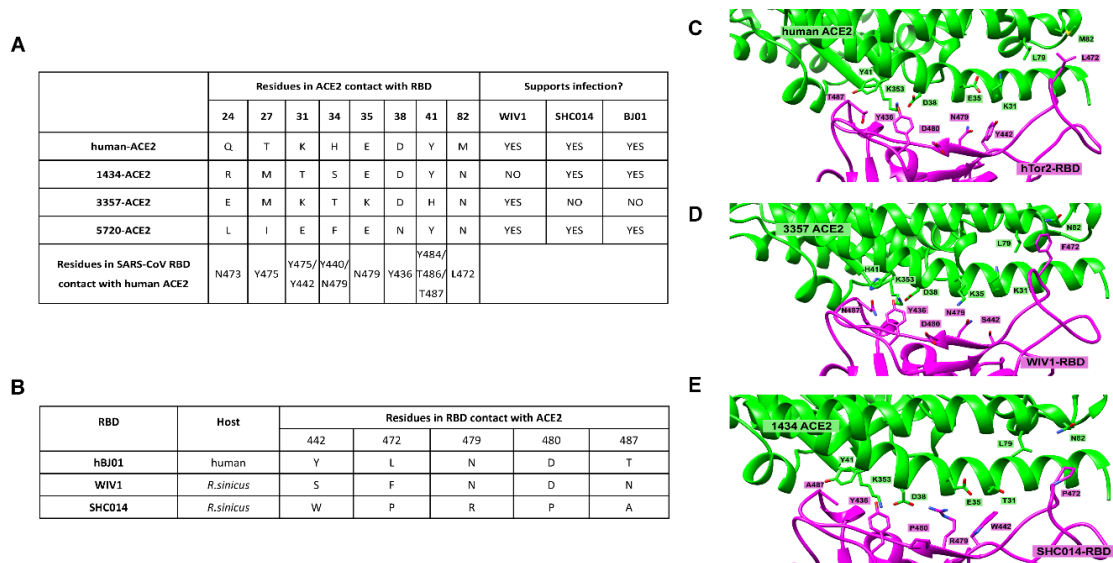 A
Residues in ACE2 contact with RBD Supports infection?
24 27 31 34 35 38 41 82 WIV1 SHC014 BJ01
human-ACE2 Q T K H E D Y M YES YES YES
1434-ACE2 R M T S E D Y N NO YES YES
3357-ACE2 E M K T K D H N YES NO NO
5720-ACE2 L I E F E N Y N YES YES YES
Residues in SARS-CoV RBD contact with human ACE2 N473 Y475 Y475/Y442 Y440/N479 N479 Y436 Y484/T486/T487 L472
B
RBD Host Residues in RBD contact with ACE2
442 472 479 480 487
hBJ01 human Y L N D T
WIV1 R.sinicus S F N D N
SHC014 R.sinicus W P R P A
C
human ACE2
M82
L79
L472
Y41
K353
E35
D38
K31
T487
Y436
N479
D480
Y442
hTor2-RBD
D
3357 ACE2
N82
L79
F472
H41
K353
D38
K35
K31
N487
Y436
N479
D480
S442
WIV1-RBD
E
1434 ACE2
N82
L79
Y41
K353
A487
D38
E35
T31
P472
Y436
P480
W442
R479
SHC014-RBD